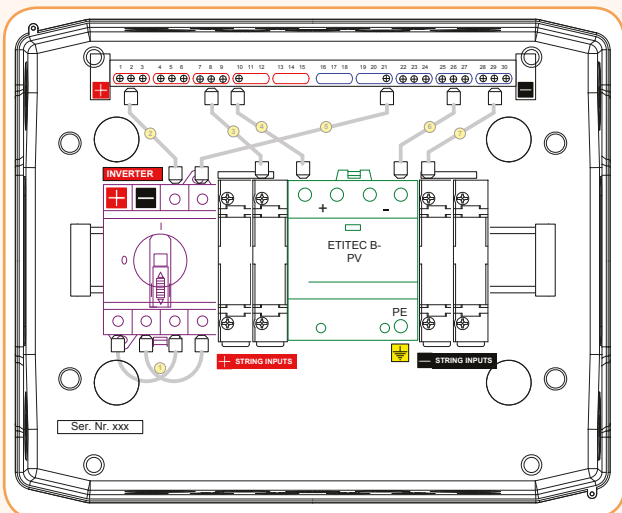 1 2 3 4 5 6 7 8 9 10 11 12 13 14 15 16 17 18 19 20 21 22 23 24 25 26 27 28 29 30
+ -
2 3 4 5 6 7
INVERTER
+ -
I
0
+ -
ETITEC B-
PV
PE
+ STRING INPUTS
- STRING INPUTS
1
Ser. Nr. xxx